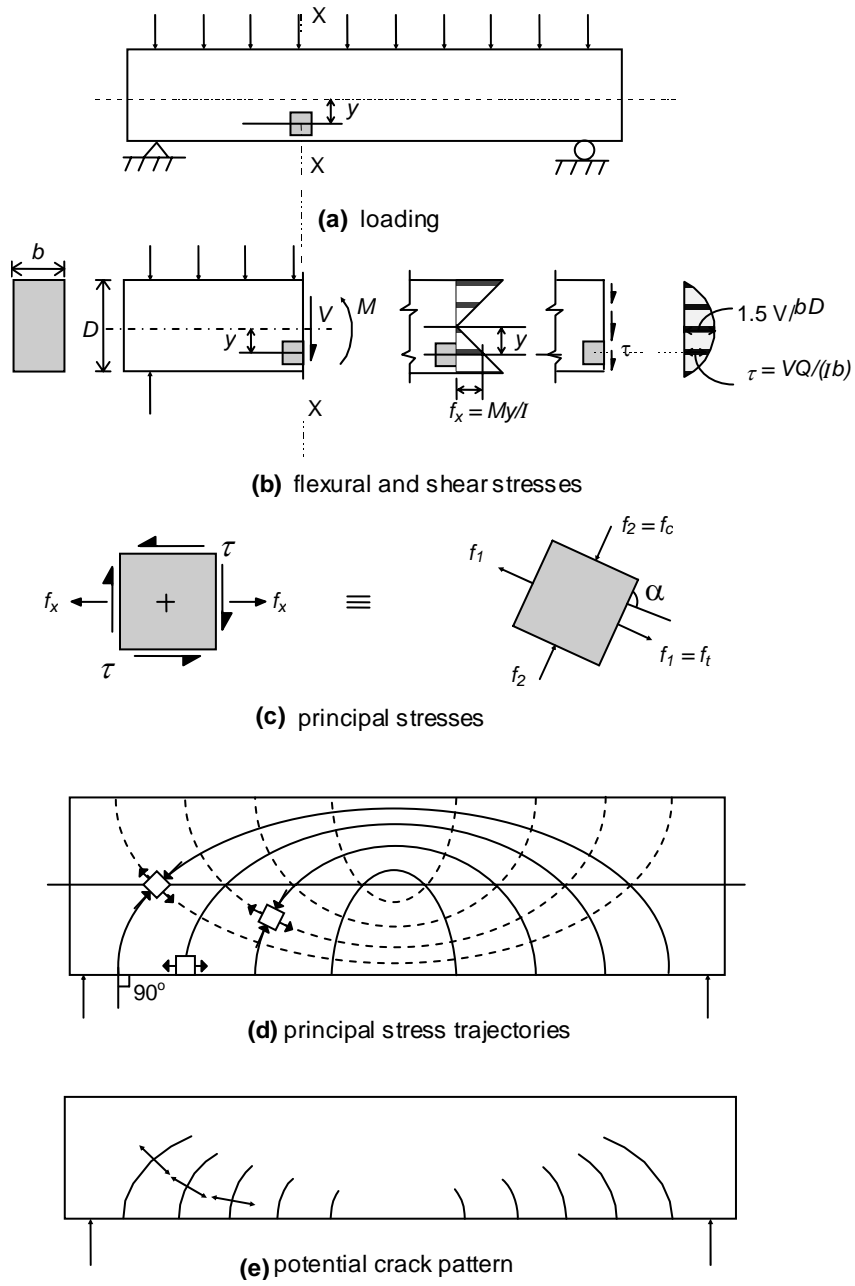 X
y
X
(a) loading
b
D
y
V
M
X
y
f_x = My/I
τ
1.5 V/bD
τ = VQ/(Ib)
(b) flexural and shear stresses
τ
f_x
f_x
τ
≡
f_1
f_2 = f_c
α
f_1 = f_t
f_2
(c) principal stresses
90°
(d) principal stress trajectories
(e) potential crack pattern